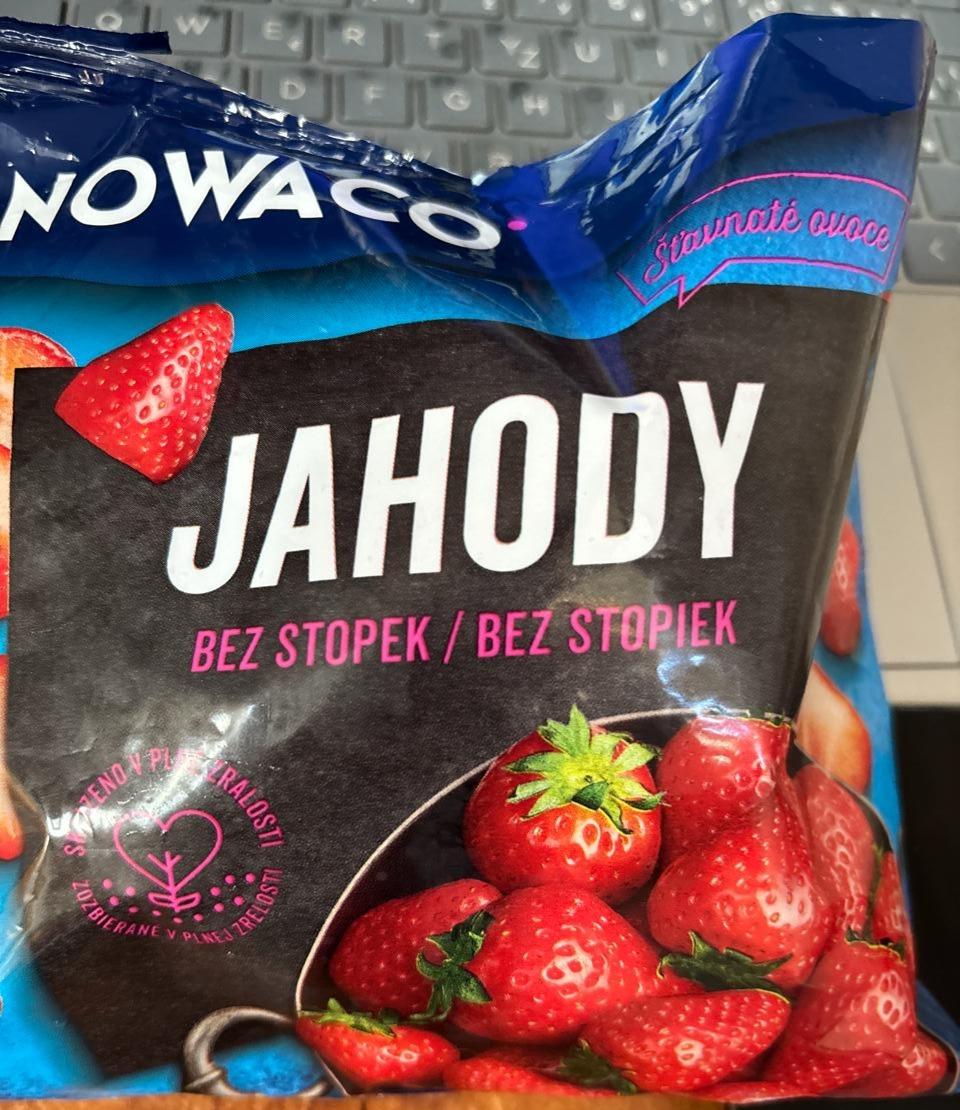 W E R T Y Z U I
D F G H J
NOWACO
Šťavnaté ovoce
JAHODY
BEZ STOPEK / BEZ STOPIEK
SKLIZENO V PLNÉ ZRALOSTI
ZOZBIERANÉ V PLNEJ ZRELOSTI